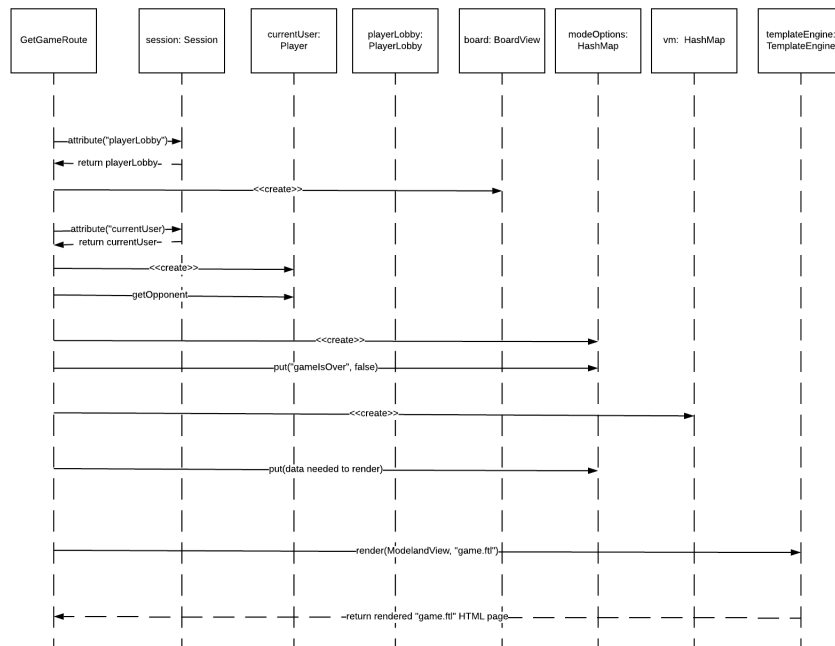 GetGameRoute
session: Session
currentUser:
Player
playerLobby:
PlayerLobby
board: BoardView
modeOptions:
HashMap
vm: HashMap
templateEngine:
TemplateEngine
attribute("playerLobby")
return playerLobby
<<create>>
attribute("currentUser)
return currentUser
<<create>>
getOpponent
<<create>>
put("gameIsOver", false)
<<create>>
put(data needed to render)
render(ModelandView, "game.ftl")
return rendered "game.ftl" HTML page